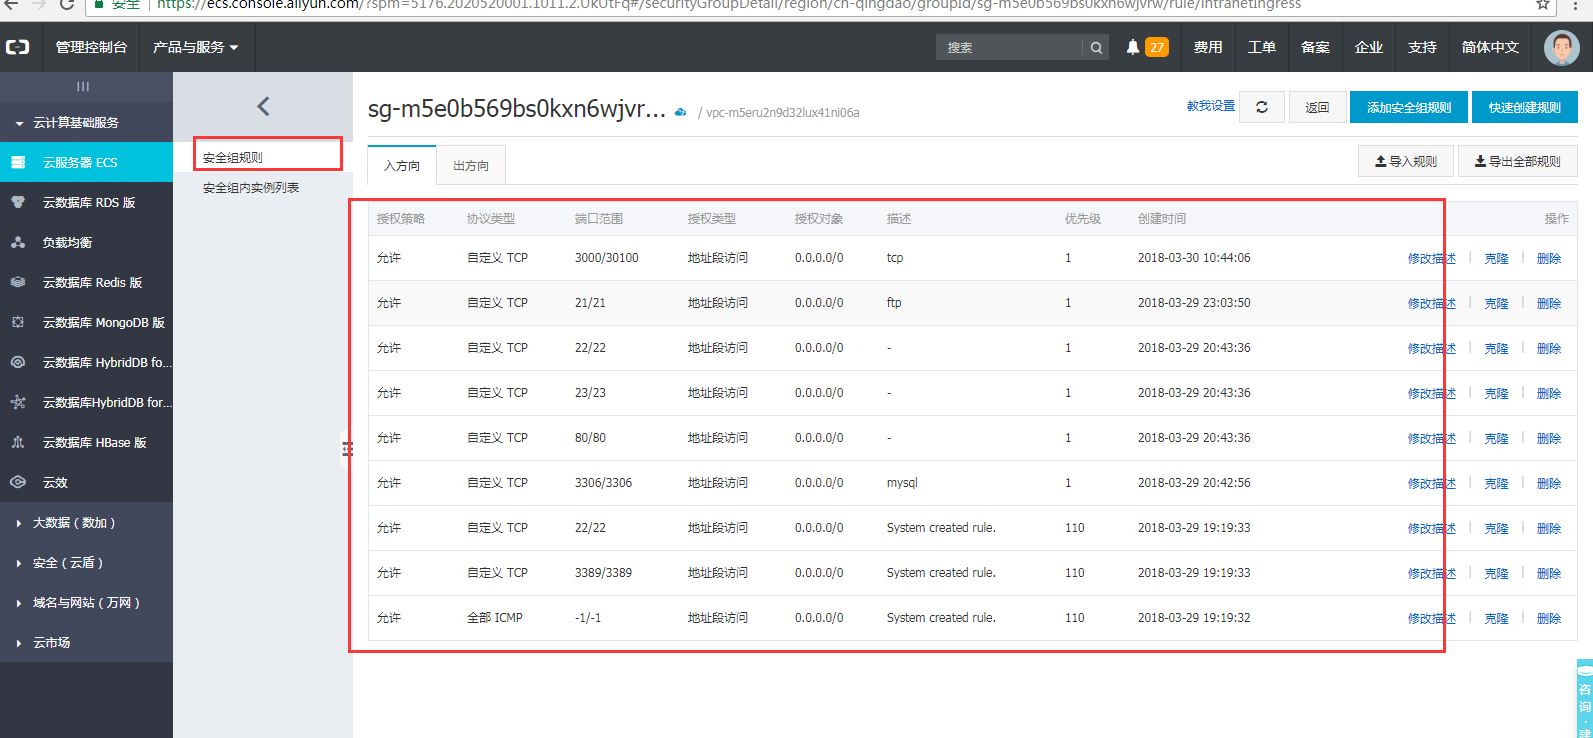 安全 https://ecs.console.aliyun.com/?spm=5176.2020520001.1011.2.UkUtFq#/securityGroupDetail/region/cn-qingdao/groupId/sg-m5e0b569bs0kxn6wjvrw/rule/intranetIngress
管理控制台 产品与服务 搜索 27 费用 工单 备案 企业 支持 简体中文
云计算基础服务
云服务器 ECS
云数据库 RDS 版
负载均衡
云数据库 Redis 版
云数据库 MongoDB 版
云数据库 HybridDB fo...
云数据库HybridDB for...
云数据库 HBase 版
云效
大数据（数加）
安全（云盾）
域名与网站（万网）
云市场
安全组规则
安全组内实例列表
sg-m5e0b569bs0kxn6wjvr... / vpc-m5eru2n9d32lux41ni06a
教我设置 返回 添加安全组规则 快速创建规则
入方向 出方向 导入规则 导出全部规则
授权策略 协议类型 端口范围 授权类型 授权对象 描述 优先级 创建时间 操作
允许 自定义 TCP 3000/30100 地址段访问 0.0.0.0/0 tcp 1 2018-03-30 10:44:06 修改描述 克隆 删除
允许 自定义 TCP 21/21 地址段访问 0.0.0.0/0 ftp 1 2018-03-29 23:03:50 修改描述 克隆 删除
允许 自定义 TCP 22/22 地址段访问 0.0.0.0/0 - 1 2018-03-29 20:43:36 修改描述 克隆 删除
允许 自定义 TCP 23/23 地址段访问 0.0.0.0/0 - 1 2018-03-29 20:43:36 修改描述 克隆 删除
允许 自定义 TCP 80/80 地址段访问 0.0.0.0/0 - 1 2018-03-29 20:43:36 修改描述 克隆 删除
允许 自定义 TCP 3306/3306 地址段访问 0.0.0.0/0 mysql 1 2018-03-29 20:42:56 修改描述 克隆 删除
允许 自定义 TCP 22/22 地址段访问 0.0.0.0/0 System created rule. 110 2018-03-29 19:19:33 修改描述 克隆 删除
允许 自定义 TCP 3389/3389 地址段访问 0.0.0.0/0 System created rule. 110 2018-03-29 19:19:33 修改描述 克隆 删除
允许 全部 ICMP -1/-1 地址段访问 0.0.0.0/0 System created rule. 110 2018-03-29 19:19:32 修改描述 克隆 删除
咨询·建